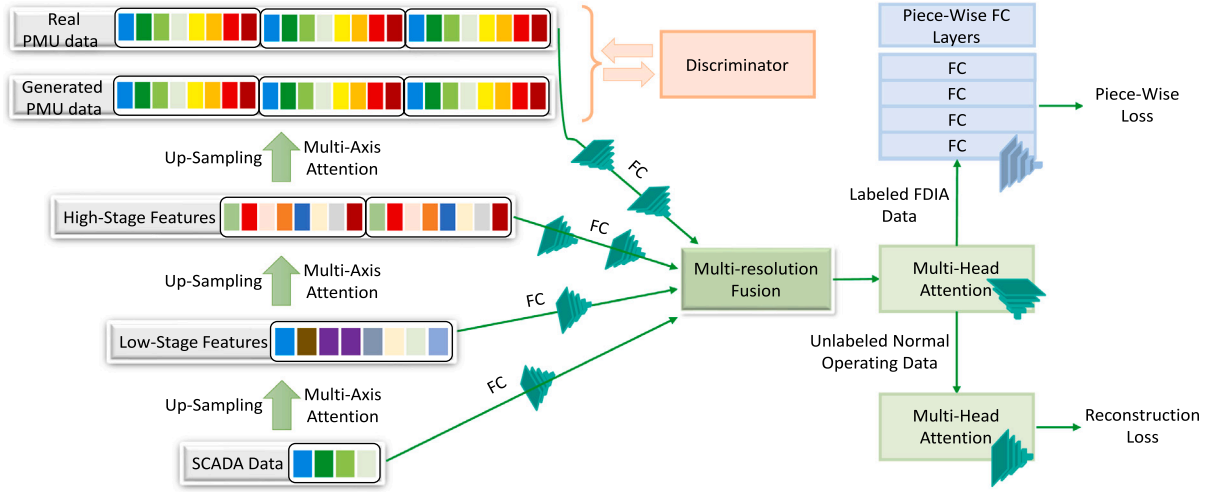 Real
PMU data
Generated
PMU data
Discriminator
Up-Sampling
Multi-Axis
Attention
High-Stage Features
Up-Sampling
Multi-Axis
Attention
Low-Stage Features
Up-Sampling
Multi-Axis
Attention
SCADA Data
FC
FC
FC
FC
Multi-resolution
Fusion
Piece-Wise FC
Layers
FC
FC
FC
FC
Piece-Wise
Loss
Labeled FDIA
Data
Multi-Head
Attention
Unlabeled Normal
Operating Data
Multi-Head
Attention
Reconstruction
Loss